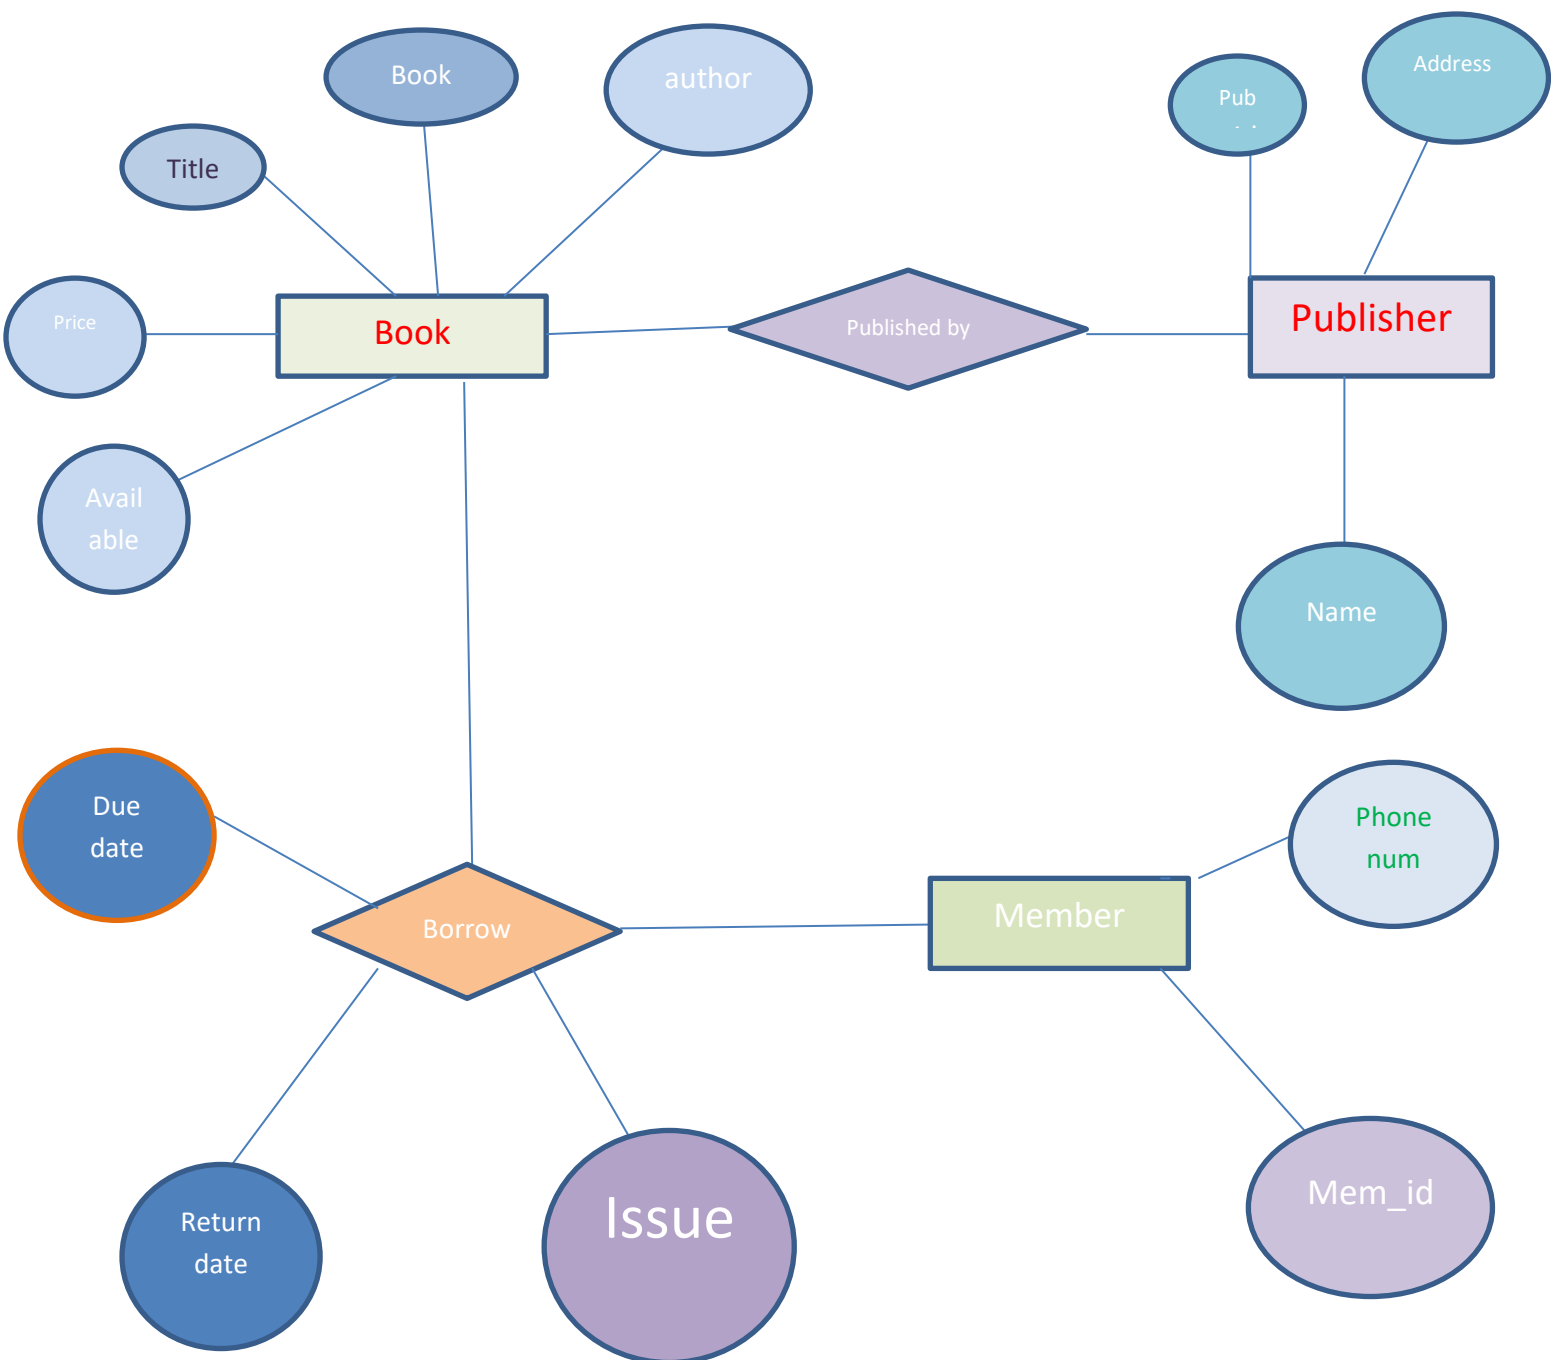 Book
author
Address
Pub
Title
Price
Book
Published by
Publisher
Avail
able
Name
Due
date
Phone
num
Borrow
Member
Return
date
Issue
Mem_id